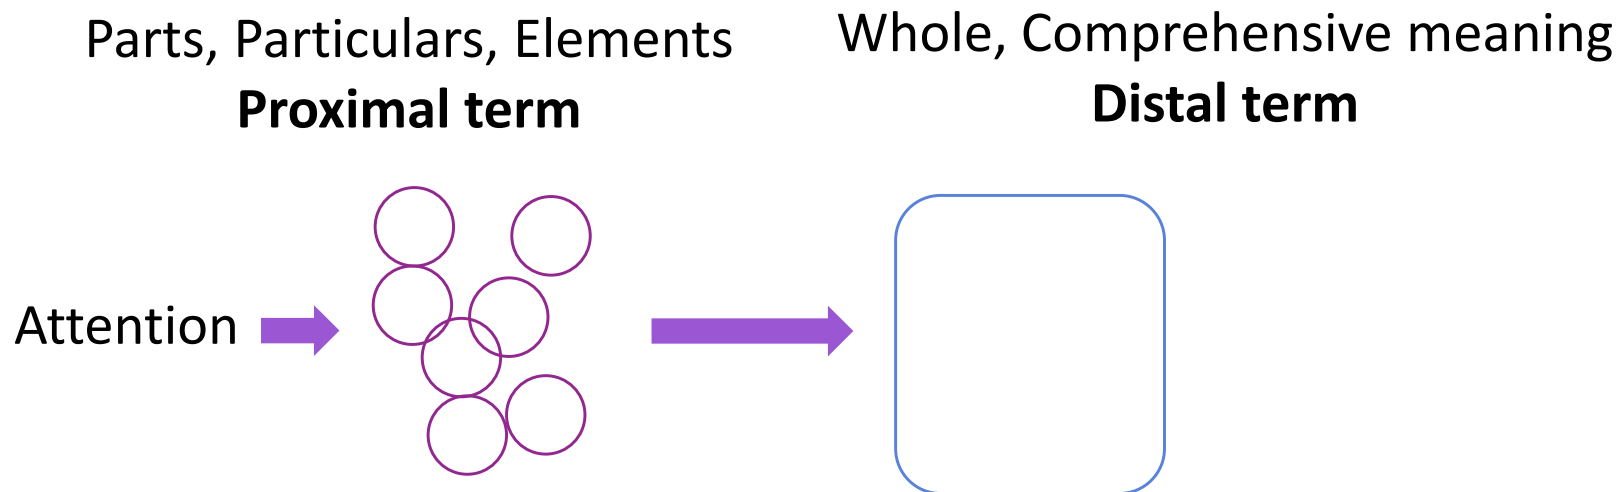 Parts, Particulars, Elements
Proximal term
Whole, Comprehensive meaning
Distal term
Attention